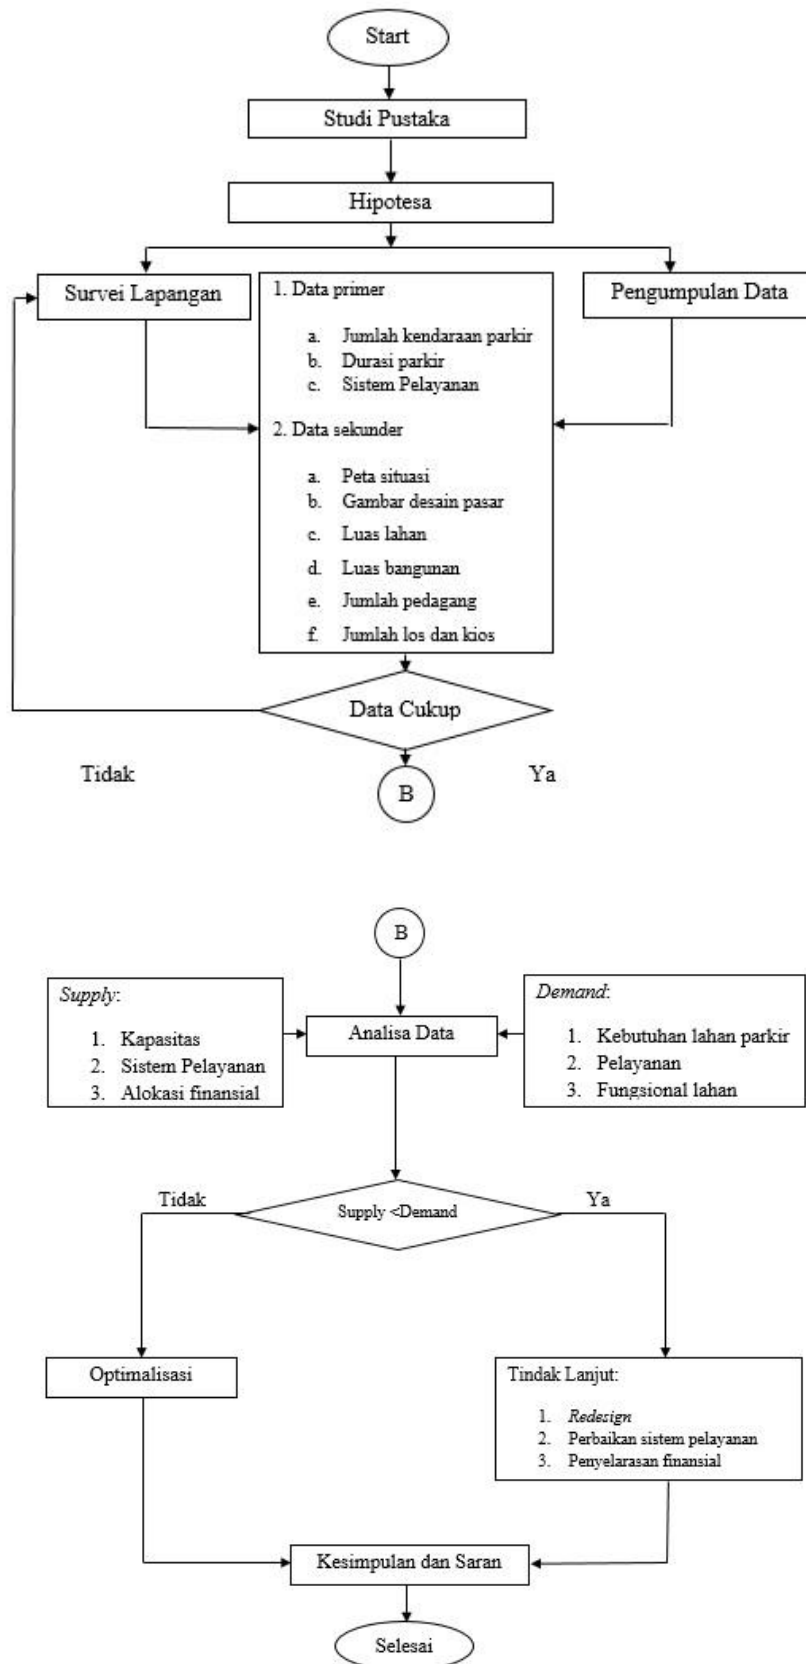 Start
Studi Pustaka
Hipotesa
Survei Lapangan
1. Data primer
a. Jumlah kendaraan parkir
b. Durasi parkir
c. Sistem Pelayanan
2. Data sekunder
a. Peta situasi
b. Gambar desain pasar
c. Luas lahan
d. Luas bangunan
e. Jumlah pedagang
f. Jumlah los dan kios
Pengumpulan Data
Data Cukup
Tidak
Ya
B
B
Supply:
1. Kapasitas
2. Sistem Pelayanan
3. Alokasi finansial
Analisa Data
Demand:
1. Kebutuhan lahan parkir
2. Pelayanan
3. Fungsional lahan
Tidak
Supply <Demand
Ya
Optimalisasi
Tindak Lanjut:
1. Redesign
2. Perbaikan sistem pelayanan
3. Penyelarasan finansial
Kesimpulan dan Saran
Selesai